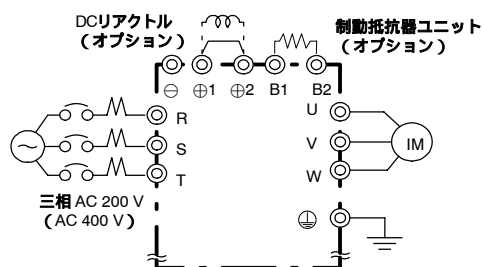 DCリアクトル
（オプション）
制動抵抗器ユニット
（オプション）
⊖ ⊕1 ⊕2 B1 B2
R
S
T
U
V
W
IM
三相 AC 200 V
（AC 400 V）